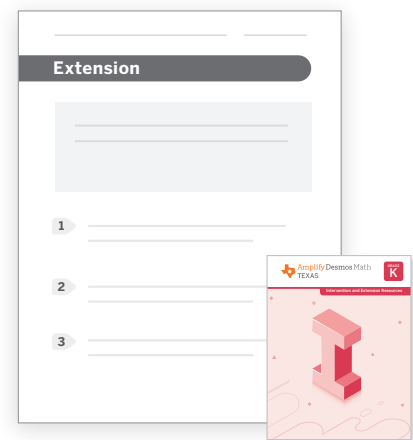 Extension
1
2
3
Amplify Desmos Math
TEXAS
GRADE
K
Intervention and Extension Resources